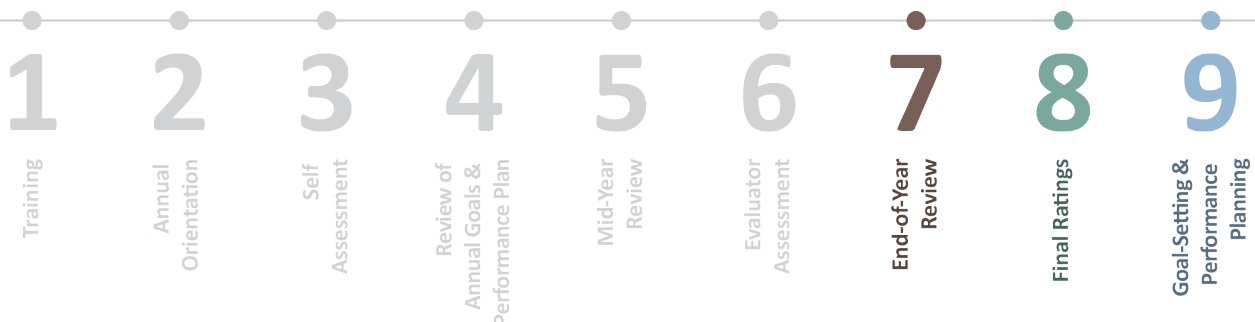 1
2
3
4
5
6
7
8
9
Training
Annual
Orientation
Self
Assessment
Review of
Annual Goals &
Performance Plan
Mid-Year
Review
Evaluator
Assessment
End-of-Year
Review
Final Ratings
Goal-Setting &
Performance
Planning